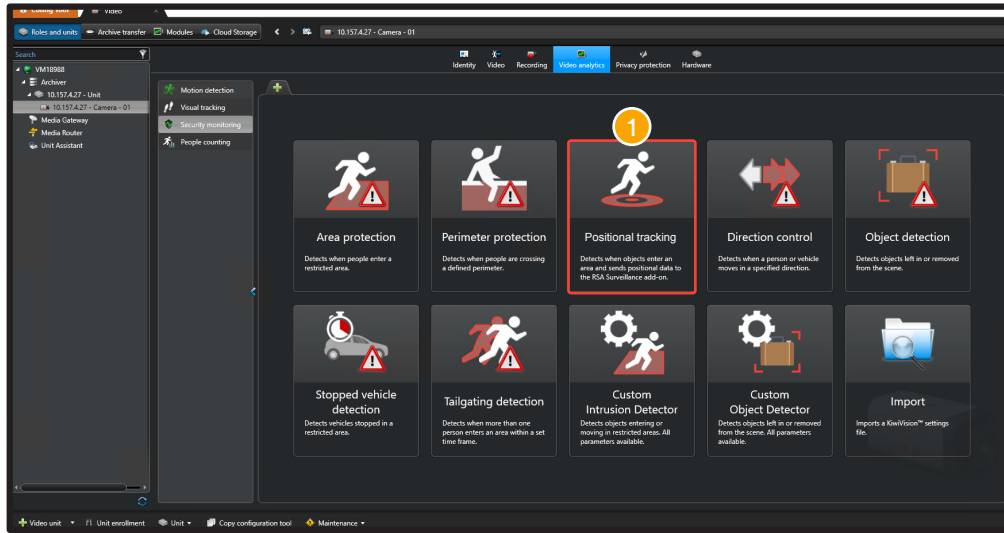 Config Tool
Video
Roles and units
Archive transfer
Modules
Cloud Storage
10.157.4.27 - Camera - 01
Search
Identity
Video
Recording
Video analytics
Privacy protection
Hardware
VM18988
Archiver
10.157.4.27 - Unit
10.157.4.27 - Camera - 01
Media Gateway
Media Router
Unit Assistant
Motion detection
Visual tracking
Security monitoring
People counting
1
Area protection
Detects when people enter a
restricted area.
Perimeter protection
Detects when people are crossing
a defined perimeter.
Positional tracking
Detects when objects enter an
area and sends positional data to
the RSA Surveillance add-on.
Direction control
Detects when a person or vehicle
moves in a specified direction.
Object detection
Detects objects left in or removed
from the scene.
Stopped vehicle
detection
Detects vehicles stopped in a
restricted area.
Tailgating detection
Detects when more than one
person enters an area within a set
time frame.
Custom
Intrusion Detector
Detects objects entering or
moving in restricted areas. All
parameters available.
Custom
Object Detector
Detects objects left in or removed
from the scene. All parameters
available.
Import
Imports a KiwiVision™ settings
file.
Video unit
Unit enrollment
Unit
Copy configuration tool
Maintenance